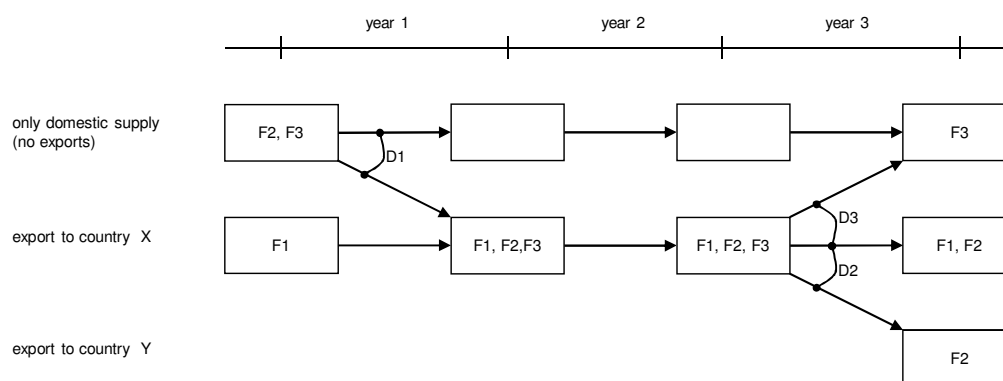 year 1
year 2
year 3
only domestic supply
(no exports)
F2, F3
F3
D1
export to country X
F1
F1, F2,F3
F1, F2, F3
F1, F2
D3
D2
export to country Y
F2